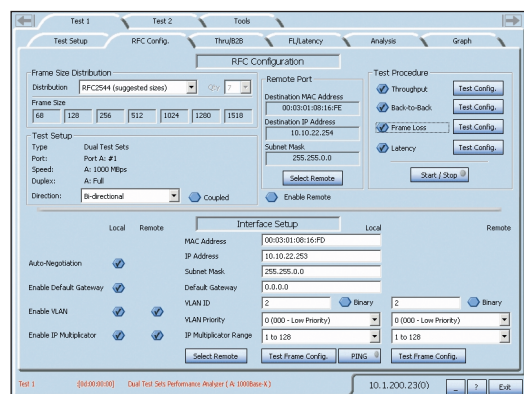 Test 1 Test 2 Tools
Test Setup RFC Config. Thru/B2B FL/Latency Analysis Graph
RFC Configuration
Frame Size Distribution
Distribution RFC2544 (suggested sizes) Qty 7
Frame Size
68 128 256 512 1024 1280 1518
Test Setup
Type Dual Test Sets
Port: Port A: #1
Speed: A: 1000 MBps
Duplex: A: Full
Direction: Bi-directional Coupled
Remote Port
Destination MAC Address
00:03:01:08:16:FE
Destination IP Address
10.10.22.254
Subnet Mask
255.255.0.0
Select Remote
Enable Remote
Test Procedure
Throughput Test Config.
Back-to-Back Test Config.
Frame Loss Test Config.
Latency Test Config.
Start / Stop
Interface Setup
Local Remote Local Remote
MAC Address 00:03:01:08:16:FD
IP Address 10.10.22.253
Auto-Negotiation
Subnet Mask 255.255.0.0
Enable Default Gateway Default Gateway 0.0.0.0
VLAN ID 2 Binary 2 Binary
Enable VLAN
VLAN Priority 0 (000 - Low Priority) 0 (000 - Low Priority)
Enable IP Multiplicator IP Multiplicator Range 1 to 128 1 to 128
Select Remote Test Frame Config. PING Test Frame Config.
Test 1 :[0d:00:00:00] Dual Test Sets Performance Analyzer ( A: 1000Base-X ) 10.1.200.23(0) _ ? Exit